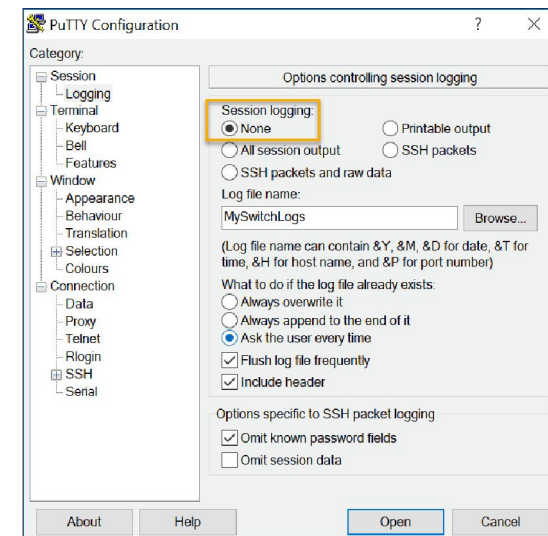 PuTTY Configuration ? ×
Category:
Session
Logging
Terminal
Keyboard
Bell
Features
Window
Appearance
Behaviour
Translation
Selection
Colours
Connection
Data
Proxy
Telnet
Rlogin
SSH
Serial
Options controlling session logging
Session logging:
None Printable output
All session output SSH packets
SSH packets and raw data
Log file name:
MySwitchLogs Browse...
(Log file name can contain &Y, &M, &D for date, &T for
time, &H for host name, and &P for port number)
What to do if the log file already exists:
Always overwrite it
Always append to the end of it
Ask the user every time
Flush log file frequently
Include header
Options specific to SSH packet logging
Omit known password fields
Omit session data
About Help Open Cancel